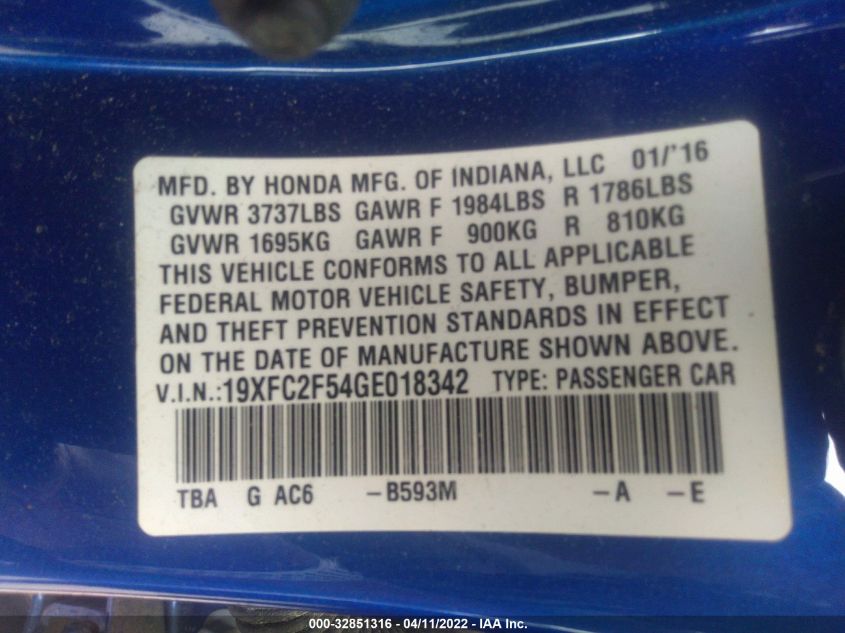 MFD. BY HONDA MFG. OF INDIANA, LLC 01/'16
GVWR 3737LBS GAWR F 1984LBS R 1786LBS
GVWR 1695KG GAWR F 900KG R 810KG
THIS VEHICLE CONFORMS TO ALL APPLICABLE
FEDERAL MOTOR VEHICLE SAFETY, BUMPER,
AND THEFT PREVENTION STANDARDS IN EFFECT
ON THE DATE OF MANUFACTURE SHOWN ABOVE.
V.I.N.:19XFC2F54GE018342 TYPE: PASSENGER CAR
TBA G AC6 -B593M -A -E
000-32851316 - 04/11/2022 - IAAI.com